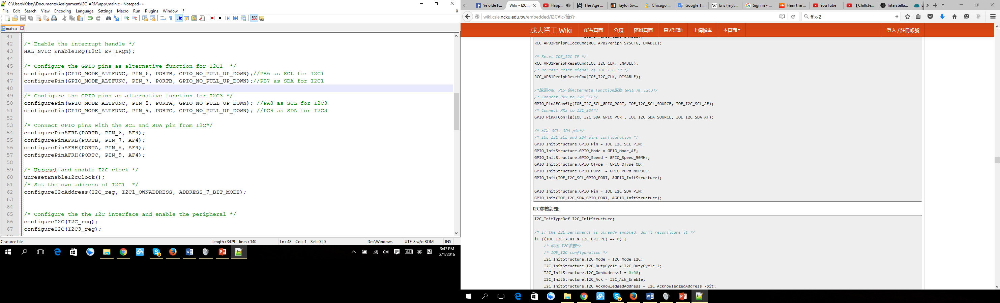 C:\Users\Krissy\Documents\Assignment\I2C_ARM\app\main.c - Notepad++
File Edit Search View Encoding Language Settings Macro Run Plugins Window ? X
main.c
41
42 /* Enable the interrupt handle */
43 HAL_NVIC_EnableIRQ(I2C1_EV_IRQn);
44
45 /* Configure the GPIO pins as alternative function for I2C1  */
46 configurePin(GPIO_MODE_ALTFUNC, PIN_6, PORTB, GPIO_NO_PULL_UP_DOWN);//PB6 as SCL for I2C1
47 configurePin(GPIO_MODE_ALTFUNC, PIN_7, PORTB, GPIO_NO_PULL_UP_DOWN);//PB7 as SDA for I2C1
48
49 /* Configure the GPIO pins as alternative function for I2C3 */
50 configurePin(GPIO_MODE_ALTFUNC, PIN_8, PORTA, GPIO_NO_PULL_UP_DOWN); //PA8 as SCL for I2C3
51 configurePin(GPIO_MODE_ALTFUNC, PIN_9, PORTC, GPIO_NO_PULL_UP_DOWN); //PC9 as SDA for I2C3
52
53 /* Connect GPIO pins with the SCL and SDA pin from I2C*/
54 configurePinAFRL(PORTB, PIN_6, AF4);
55 configurePinAFRL(PORTB, PIN_7, AF4);
56 configurePinAFRH(PORTA, PIN_8, AF4);
57 configurePinAFRH(PORTC, PIN_9, AF4);
58
59 /* Unreset and enable I2C clock */
60 unresetEnableI2cClock();
61 /* Set the own address of I2C1  */
62 configureI2cAddress(I2C_reg, I2C1_OWNADDRESS, ADDRESS_7_BIT_MODE);
63
64
65 /* Configure the the I2C interface and enable the peripheral */
66 configureI2C(I2C_reg);
67 configureI2C(I2C3_reg);
C source file length : 3479 lines : 140 Ln : 48 Col : 1 Sel : 0 | 0 Dos\Windows UTF-8 w/o BOM INS
英 M 3:47 PM
2/1/2016
Ye olde F... Wiki - I2C... Happ... The Age ... Taylor Sw... Chicago'... Google T... Eris (myt... Sign in - ... Hear the ... YouTube 【Chillste... Interstella...
wiki.csie.ncku.edu.tw/embedded/I2C#ic-簡介 ff x-2
成大資工 Wiki 所有頁面 分類 隨機頁面 最近活動 上傳檔案 本頁面 登入 / 註冊帳號
RCC_APB2PeriphClockCmd(RCC_APB2Periph_SYSCFG, ENABLE);
/* Reset IOE_I2C IP */
RCC_APB1PeriphResetCmd(IOE_I2C_CLK, ENABLE);
/* Release reset signal of IOE_I2C IP */
RCC_APB1PeriphResetCmd(IOE_I2C_CLK, DISABLE);
/*設定PA8、PC9 的Alternate function設為 GPIO_AF_I2C3*/
/* Connect PXx to I2C_SCL*/
GPIO_PinAFConfig(IOE_I2C_SCL_GPIO_PORT, IOE_I2C_SCL_SOURCE, IOE_I2C_SCL_AF);
/* Connect PXx to I2C_SDA*/
GPIO_PinAFConfig(IOE_I2C_SDA_GPIO_PORT, IOE_I2C_SDA_SOURCE, IOE_I2C_SDA_AF);
/* 設定 SCL、SDA pin*/
/* IOE_I2C SCL and SDA pins configuration */
GPIO_InitStructure.GPIO_Pin = IOE_I2C_SCL_PIN;
GPIO_InitStructure.GPIO_Mode = GPIO_Mode_AF;
GPIO_InitStructure.GPIO_Speed = GPIO_Speed_50MHz;
GPIO_InitStructure.GPIO_OType = GPIO_OType_OD;
GPIO_InitStructure.GPIO_PuPd  = GPIO_PuPd_NOPULL;
GPIO_Init(IOE_I2C_SCL_GPIO_PORT, &GPIO_InitStructure);
GPIO_InitStructure.GPIO_Pin = IOE_I2C_SDA_PIN;
GPIO_Init(IOE_I2C_SDA_GPIO_PORT, &GPIO_InitStructure);
I2C參數設定
I2C_InitTypeDef I2C_InitStructure;
/* If the I2C peripheral is already enabled, don't reconfigure it */
if ((IOE_I2C->CR1 & I2C_CR1_PE) == 0) {
/* 設定 I2C參數*/
/* IOE_I2C configuration */
I2C_InitStructure.I2C_Mode = I2C_Mode_I2C;
I2C_InitStructure.I2C_DutyCycle = I2C_DutyCycle_2;
I2C_InitStructure.I2C_OwnAddress1 = 0x00;
I2C_InitStructure.I2C_Ack = I2C_Ack_Enable;
I2C_InitStructure.I2C_AcknowledgedAddress = I2C_AcknowledgedAddress_7bit;